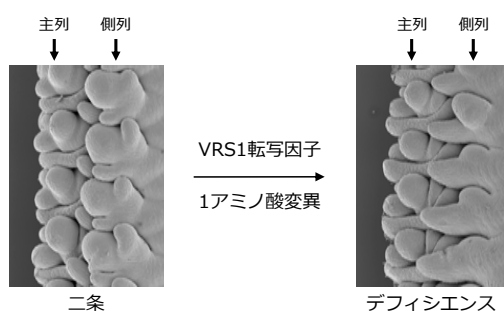 主列 側列
主列 側列
VRS1転写因子
1アミノ酸変異
二条
デフィシエンス